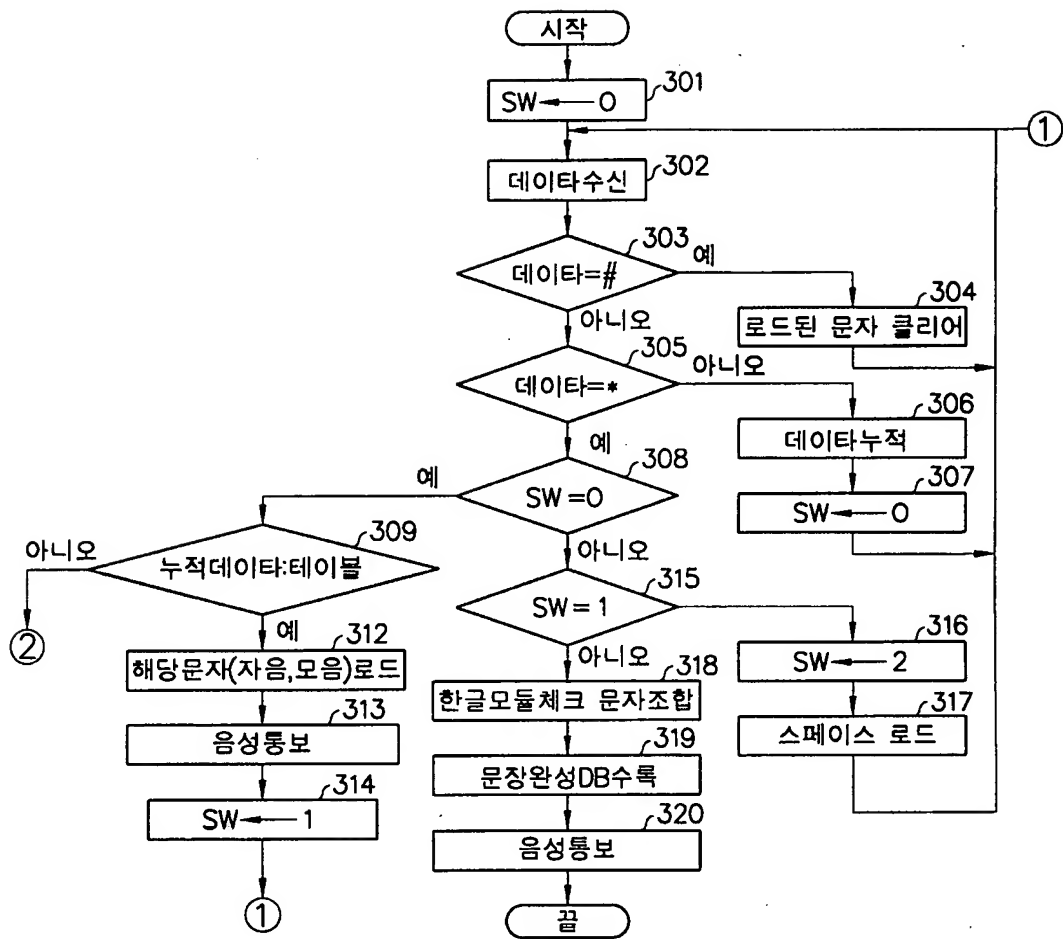 시작
301
SW ← 0
①
데이타수신
302
303
데이타=#
예
아니오
304
로드된 문자 클리어
305
데이타=*
아니오
예
306
데이타누적
307
SW ← 0
308
SW =0
예
아니오
309
누적데이타:테이블
아니오
②
예
312
해당문자(자음,모음)로드
313
음성통보
314
SW ← 1
①
315
SW = 1
아니오
316
SW ← 2
317
스페이스 로드
318
한글모듈체크 문자조합
319
문장완성DB수록
320
음성통보
끝